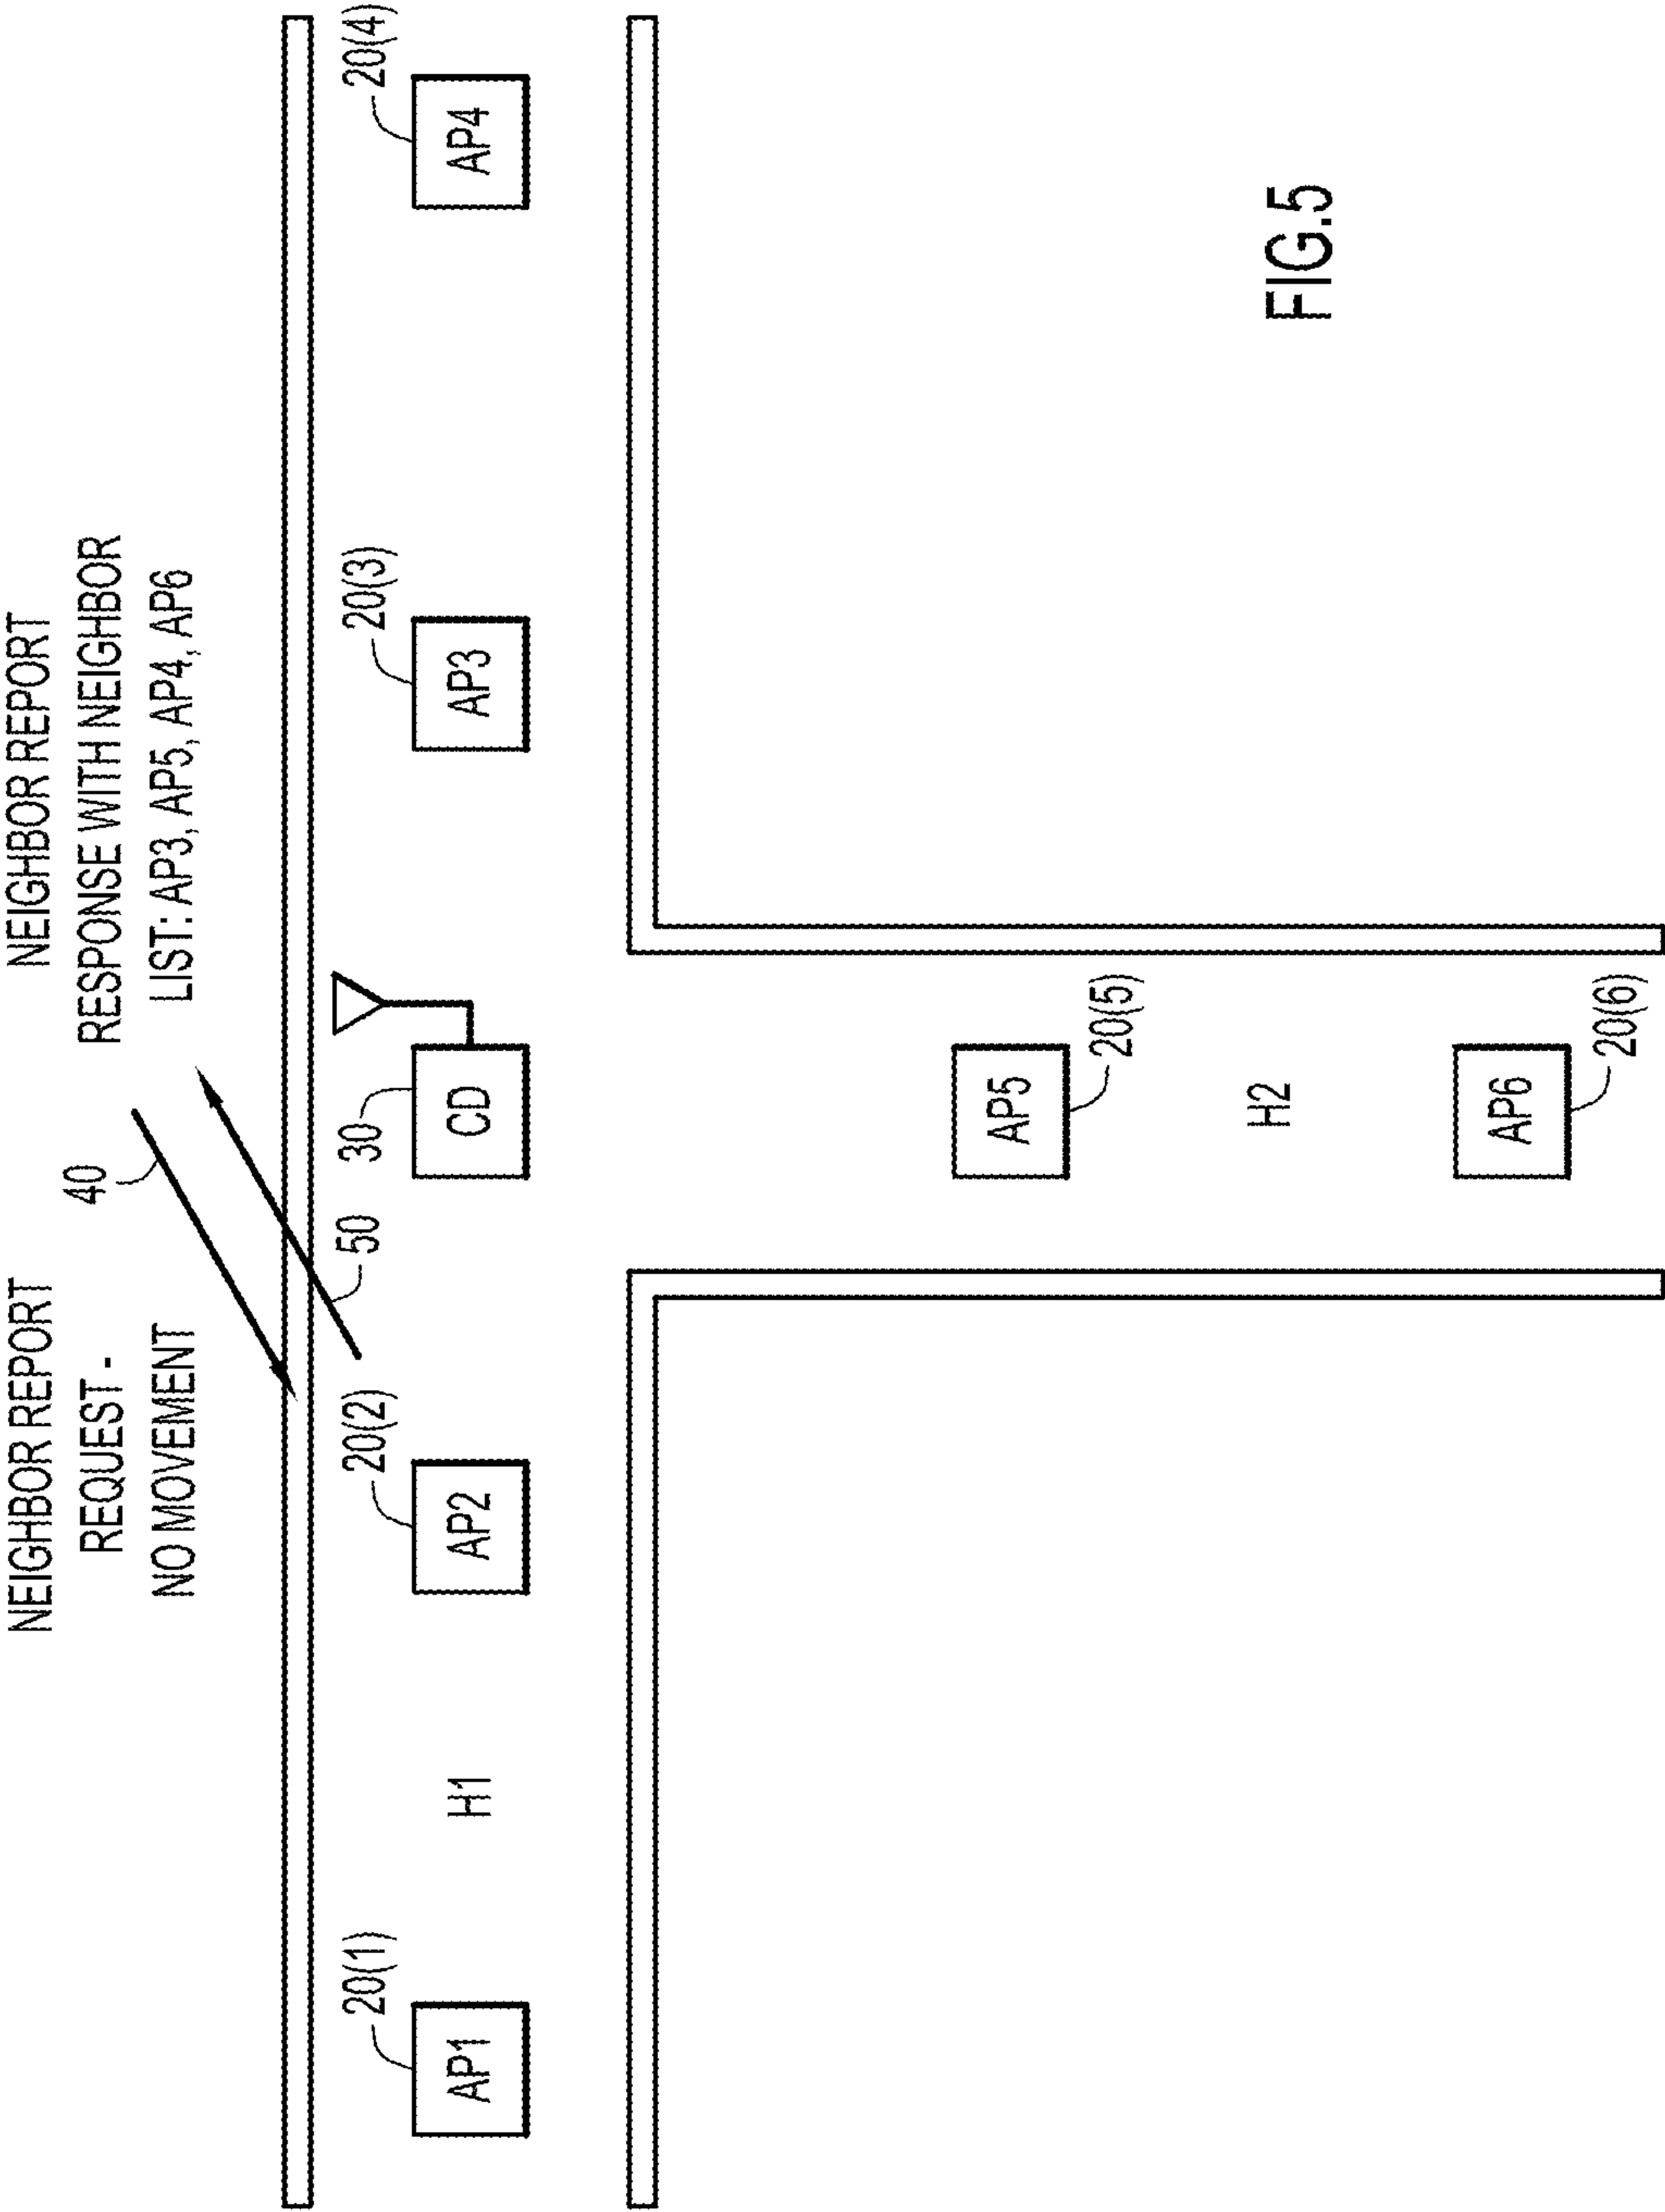 NEIGHBOR REPORT
REQUEST -
NO MOVEMENT
40
NEIGHBOR REPORT
RESPONSE WITH NEIGHBOR
LIST: AP3, AP5, AP4, AP6
50
20(1)
AP1
H1
20(2)
AP2
30
CD
20(3)
AP3
20(4)
AP4
AP5
20(5)
H2
AP6
20(6)
FIG.5